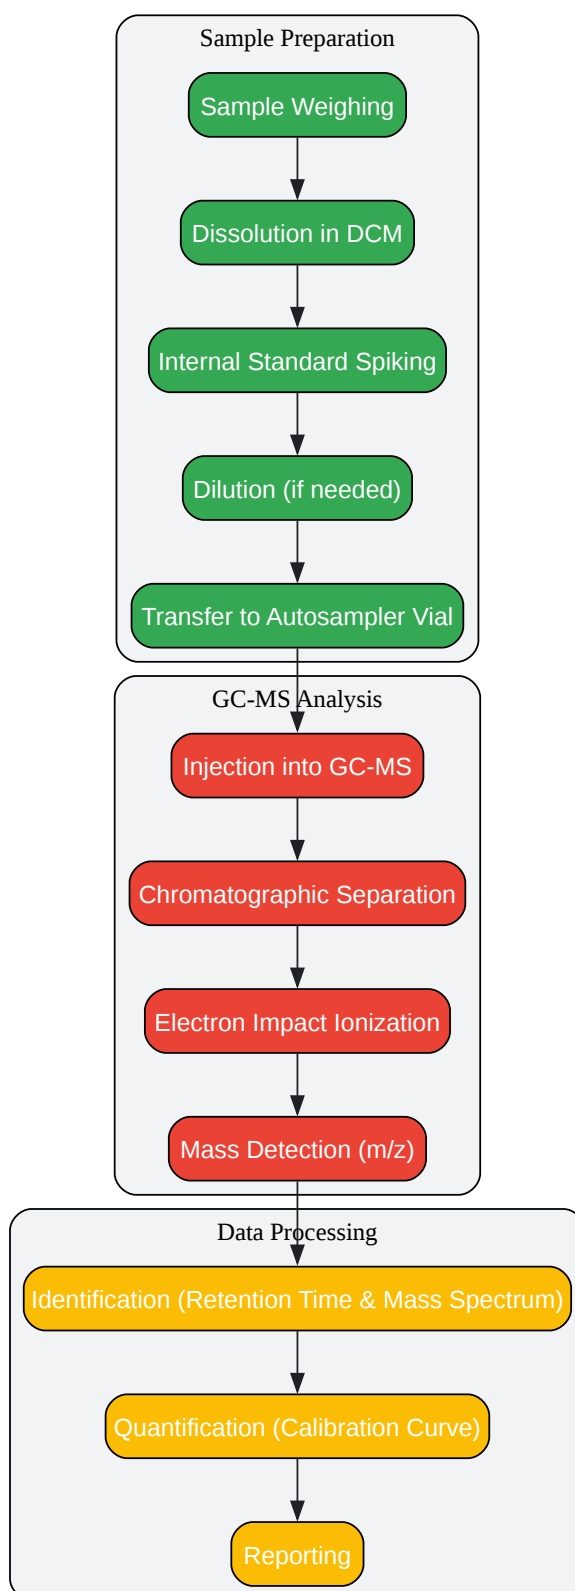 Sample Preparation
Sample Weighing
Dissolution in DCM
Internal Standard Spiking
Dilution (if needed)
Transfer to Autosampler Vial
GC-MS Analysis
Injection into GC-MS
Chromatographic Separation
Electron Impact Ionization
Mass Detection (m/z)
Data Processing
Identification (Retention Time & Mass Spectrum)
Quantification (Calibration Curve)
Reporting